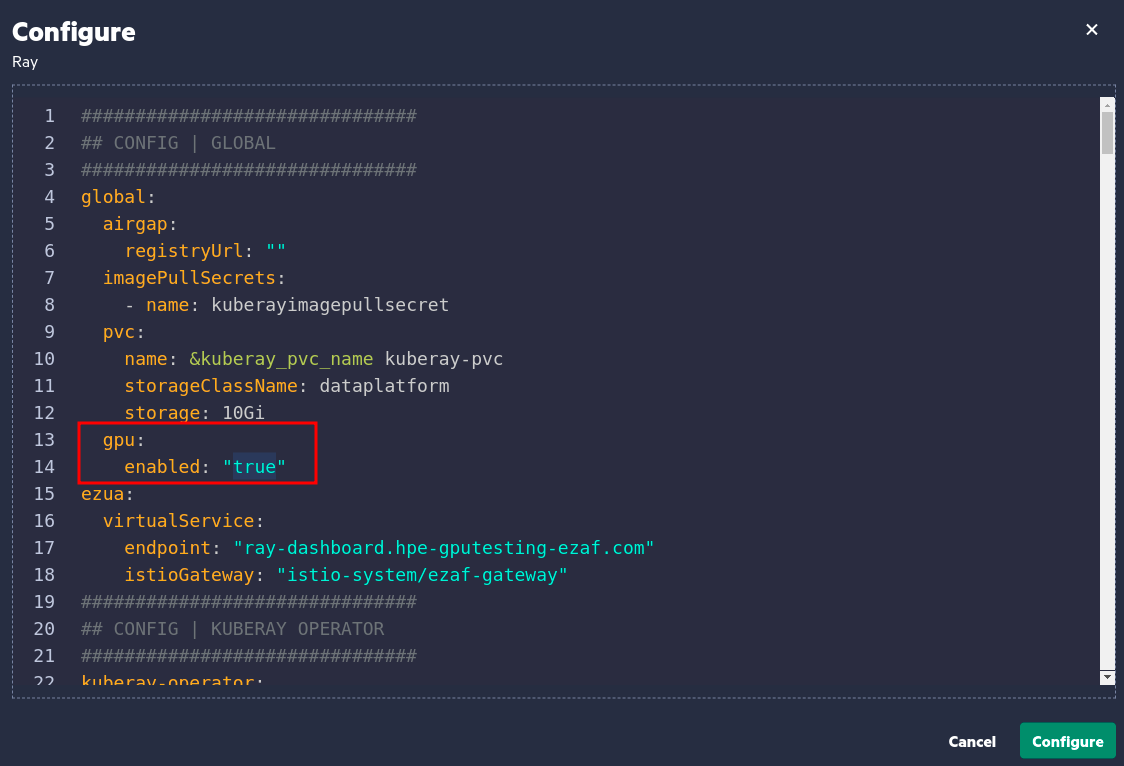 Configure
Ray
1 ###############################
2 ## CONFIG | GLOBAL
3 ###############################
4 global:
5   airgap:
6     registryUrl: ""
7   imagePullSecrets:
8     - name: kuberayimagepullsecret
9   pvc:
10     name: &kuberay_pvc_name kuberay-pvc
11     storageClassName: dataplatform
12     storage: 10Gi
13   gpu:
14     enabled: "true"
15 ezua:
16   virtualService:
17     endpoint: "ray-dashboard.hpe-gputesting-ezaf.com"
18     istioGateway: "istio-system/ezaf-gateway"
19 ###############################
20 ## CONFIG | KUBERAY OPERATOR
21 ###############################
22 kuberay-operator:
Cancel Configure